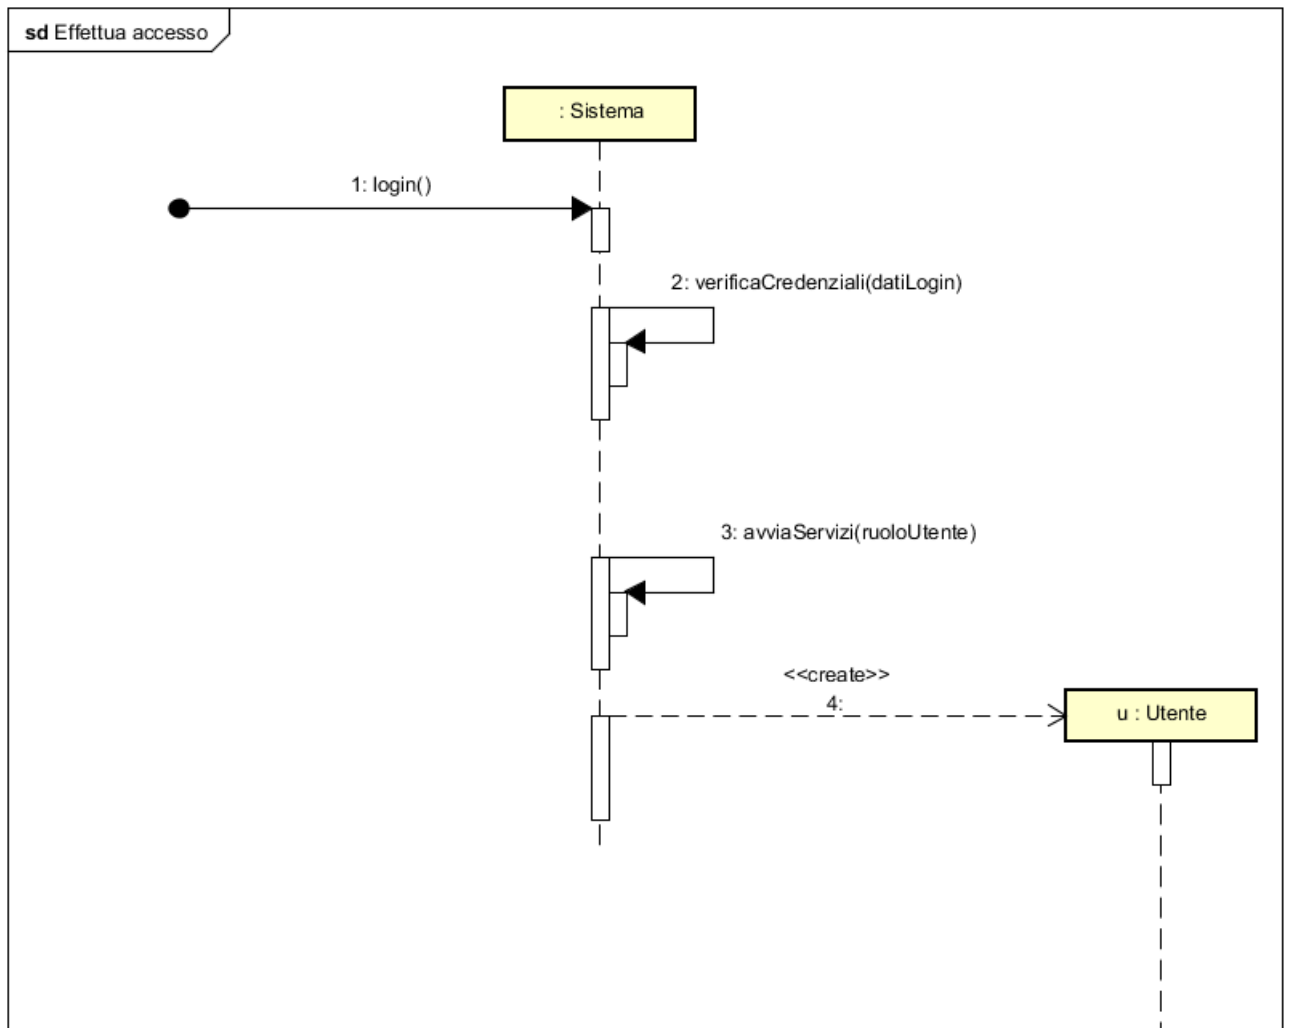 sd Effettua accesso
: Sistema
1: login()
2: verificaCredenziali(datiLogin)
3: avviaServizi(ruoloUtente)
<<create>>
4:
u : Utente